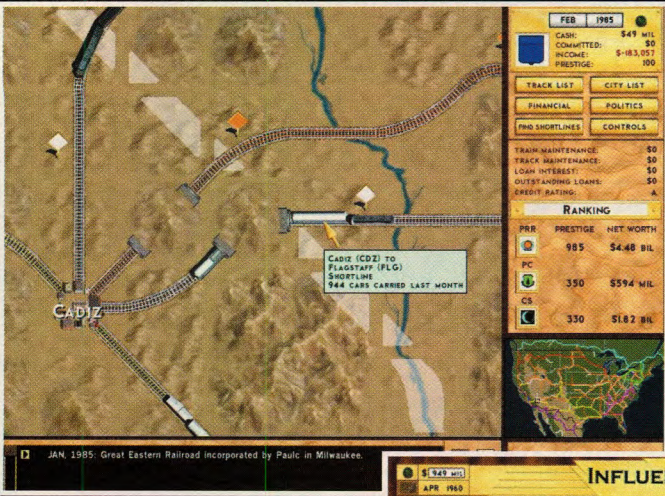 FEB 1985
CASH: $49 MIL
COMMITTED: $0
INCOME: $-183,057
PRESTIGE: 100
TRACK LIST CITY LIST
FINANCIAL POLITICS
FIND SHORTLINES CONTROLS
TRAIN MAINTENANCE: $0
TRACK MAINTENANCE: $0
LOAN INTEREST: $0
OUTSTANDING LOANS: $0
CREDIT RATING: A
RANKING
PRR PRESTIGE NET WORTH
985 $4.48 BIL
PC
350 $594 MIL
CS
330 $1.82 BIL
CADIZ (CDZ) TO
FLAGSTAFF (FLG)
SHORTLINE
944 CARS CARRIED LAST MONTH
CADIZ
JAN, 1985: Great Eastern Railroad incorporated by Paulc in Milwaukee.
$ 949 MIL
APR 1960
INFLUE